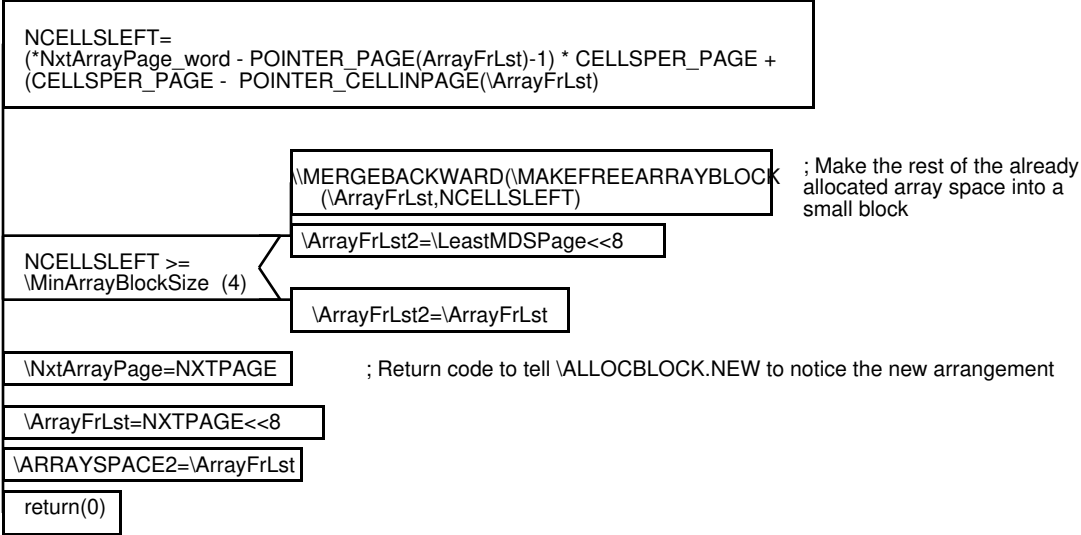 NCELLSLEFT=
(*NxtArrayPage_word - POINTER_PAGE(ArrayFrLst)-1) * CELLSPER_PAGE +
(CELLSPER_PAGE -  POINTER_CELLINPAGE(\ArrayFrLst)
\\MERGEBACKWARD(\MAKEFREEARRAYBLOCK
(\ArrayFrLst,NCELLSLEFT)
; Make the rest of the already
allocated array space into a
small block
\ArrayFrLst2=\LeastMDSPage<<8
NCELLSLEFT >=
\MinArrayBlockSize  (4)
\ArrayFrLst2=\ArrayFrLst
\NxtArrayPage=NXTPAGE
; Return code to tell \ALLOCBLOCK.NEW to notice the new arrangement
\ArrayFrLst=NXTPAGE<<8
\ARRAYSPACE2=\ArrayFrLst
return(0)